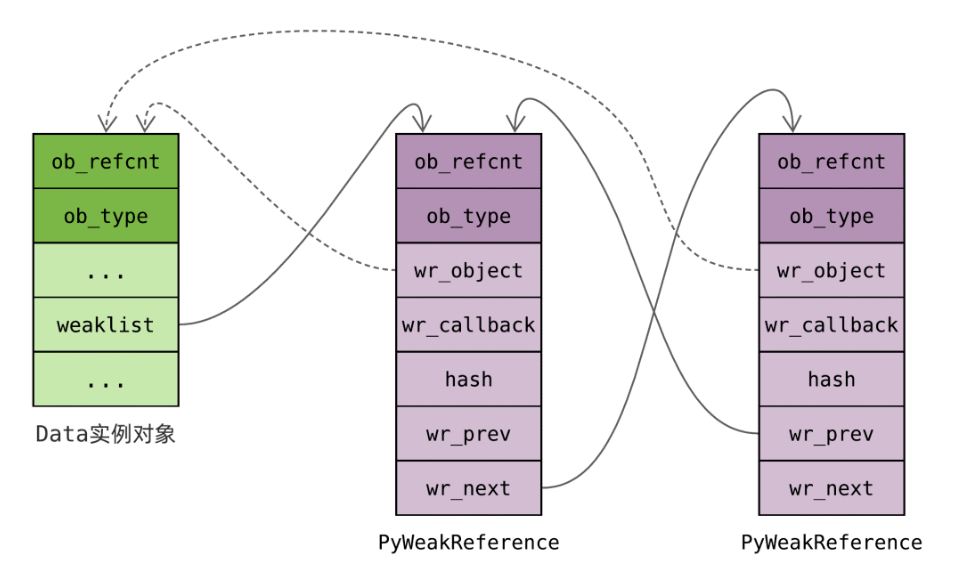 ob_refcnt
ob_type
...
weaklist
...
Data实例对象
ob_refcnt
ob_type
wr_object
wr_callback
hash
wr_prev
wr_next
PyWeakReference
ob_refcnt
ob_type
wr_object
wr_callback
hash
wr_prev
wr_next
PyWeakReference